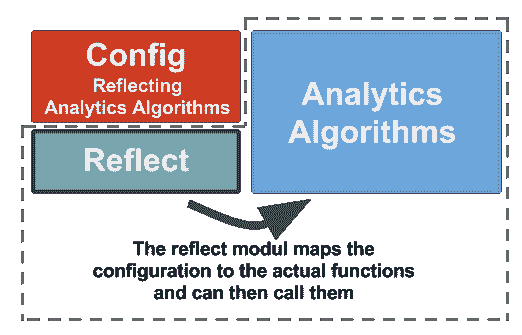 Config
Reflecting
Analytics Algorithms
Reflect
Analytics
Algorithms
The reflect modul maps the
configuration to the actual functions
and can then call them